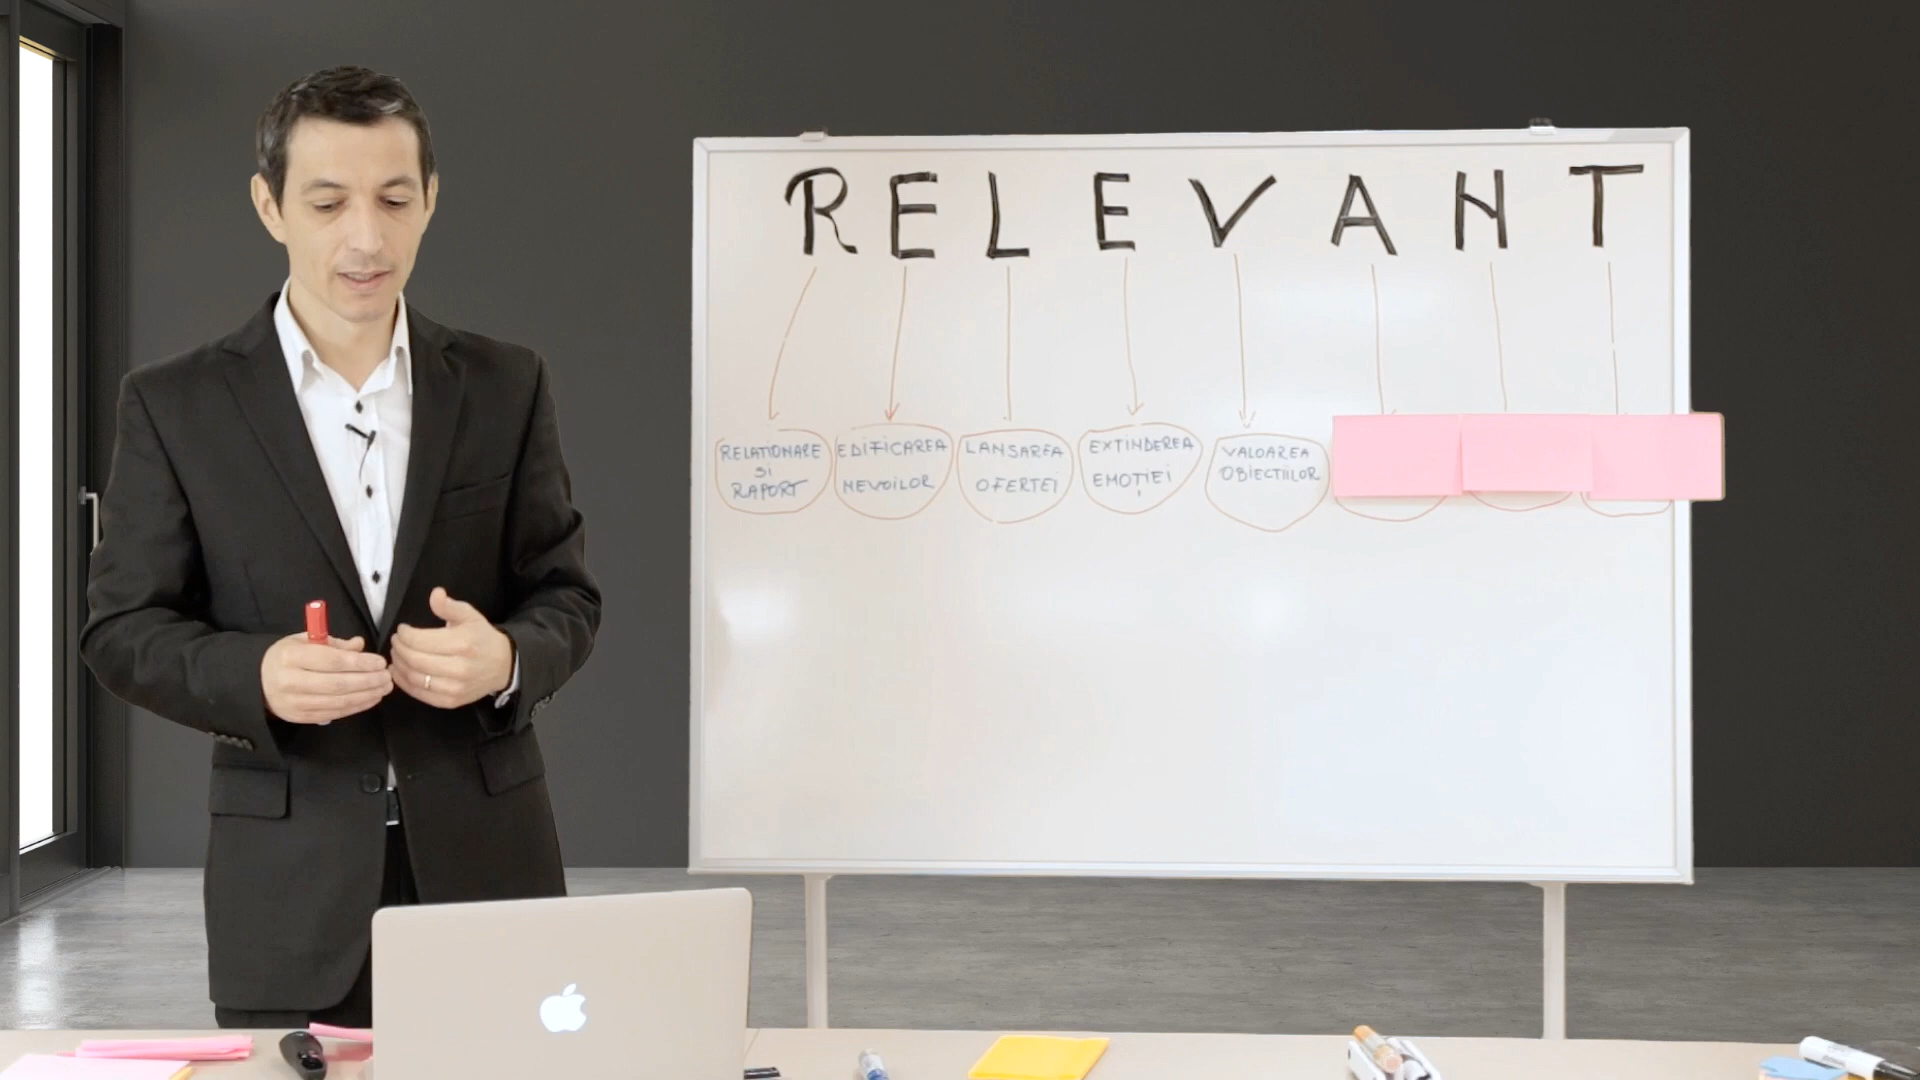 RELEVANT
RELATIONARE
SI
RAPORT
EDIFICAREA
NEVOILOR
LANSAREA
OFERTEI
EXTINDEREA
EMOȚIEI
VALOAREA
OBIECTIILOR